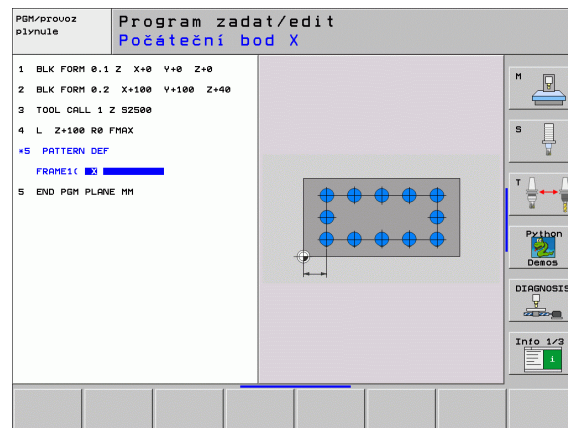 PGM/provoz
plynule
Program zadat/edit
Počáteční bod X
1 BLK FORM 0.1 Z X+0 Y+0 Z+0
2 BLK FORM 0.2 X+100 Y+100 Z+40
3 TOOL CALL 1 Z S2500
4 L Z+100 R0 FMAX
*5 PATTERN DEF
FRAME1( X
5 END PGM PLANE MM
M
S
T
Python
Demos
DIAGNOSIS
Info 1/3
i